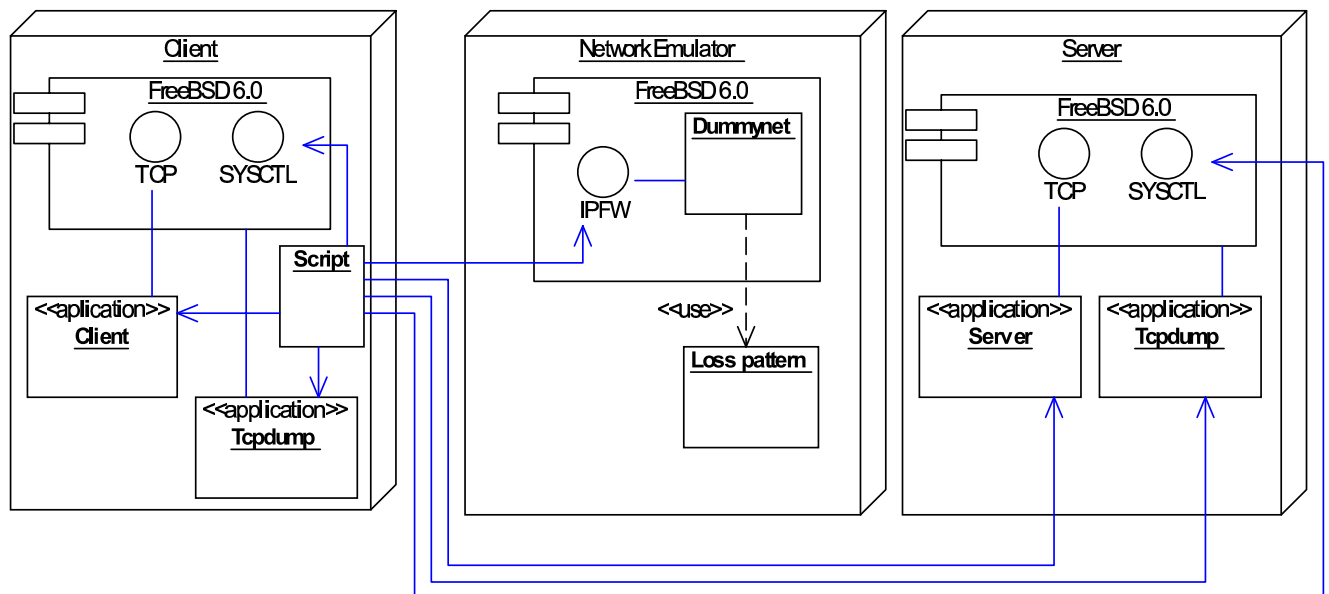 Client
FreeBSD 6.0
TCP
SYSCTL
Script
<<aplication>>
Client
<<application>>
Tcpdump
Network Emulator
FreeBSD 6.0
Dummynet
IPFW
<<use>>
Loss pattern
Server
FreeBSD 6.0
TCP
SYSCTL
<<application>>
Server
<<application>>
Tcpdump